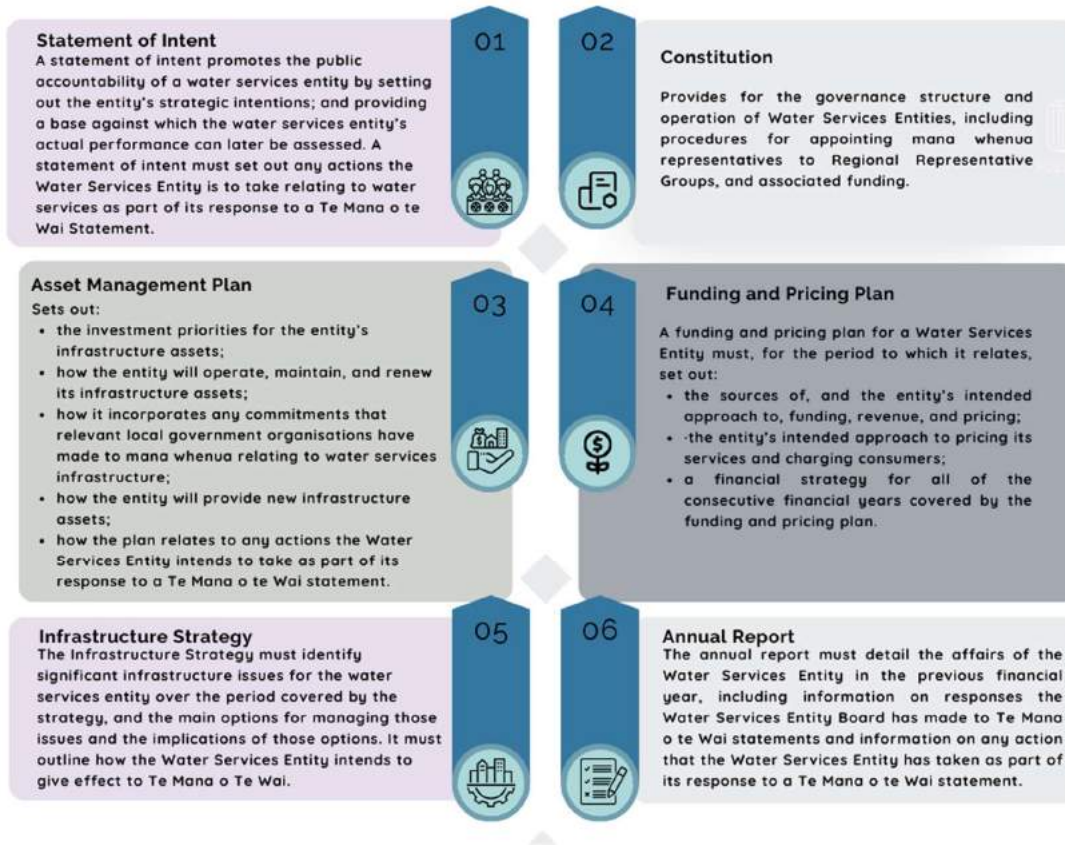 Statement of Intent
A statement of intent promotes the public
accountability of a water services entity by setting
out the entity's strategic intentions; and providing
a base against which the water services entity's
actual performance can later be assessed. A
statement of intent must set out any actions the
Water Services Entity is to take relating to water
services as part of its response to a Te Mana o te
Wai Statement.
01
02
Constitution
Provides for the governance structure and
operation of Water Services Entities, including
procedures for appointing mana whenua
representatives to Regional Representative
Groups, and associated funding.
Asset Management Plan
Sets out:
• the investment priorities for the entity's
infrastructure assets;
• how the entity will operate, maintain, and renew
its infrastructure assets;
• how it incorporates any commitments that
relevant local government organisations have
made to mana whenua relating to water services
infrastructure;
• how the entity will provide new infrastructure
assets;
• how the plan relates to any actions the Water
Services Entity intends to take as part of its
response to a Te Mana o te Wai statement.
03
04
Funding and Pricing Plan
A funding and pricing plan for a Water Services
Entity must, for the period to which it relates,
set out:
• the sources of, and the entity's intended
approach to, funding, revenue, and pricing;
• ·the entity's intended approach to pricing its
services and charging consumers;
• a financial strategy for all of the
consecutive financial years covered by the
funding and pricing plan.
Infrastructure Strategy
The Infrastructure Strategy must identify
significant infrastructure issues for the water
services entity over the period covered by the
strategy, and the main options for managing those
issues and the implications of those options. It must
outline how the Water Services Entity intends to
give effect to Te Mana o Te Wai.
05
06
Annual Report
The annual report must detail the affairs of the
Water Services Entity in the previous financial
year, including information on responses the
Water Services Entity Board has made to Te Mana
o te Wai statements and information on any action
that the Water Services Entity has taken as part of
its response to a Te Mana o te Wai statement.